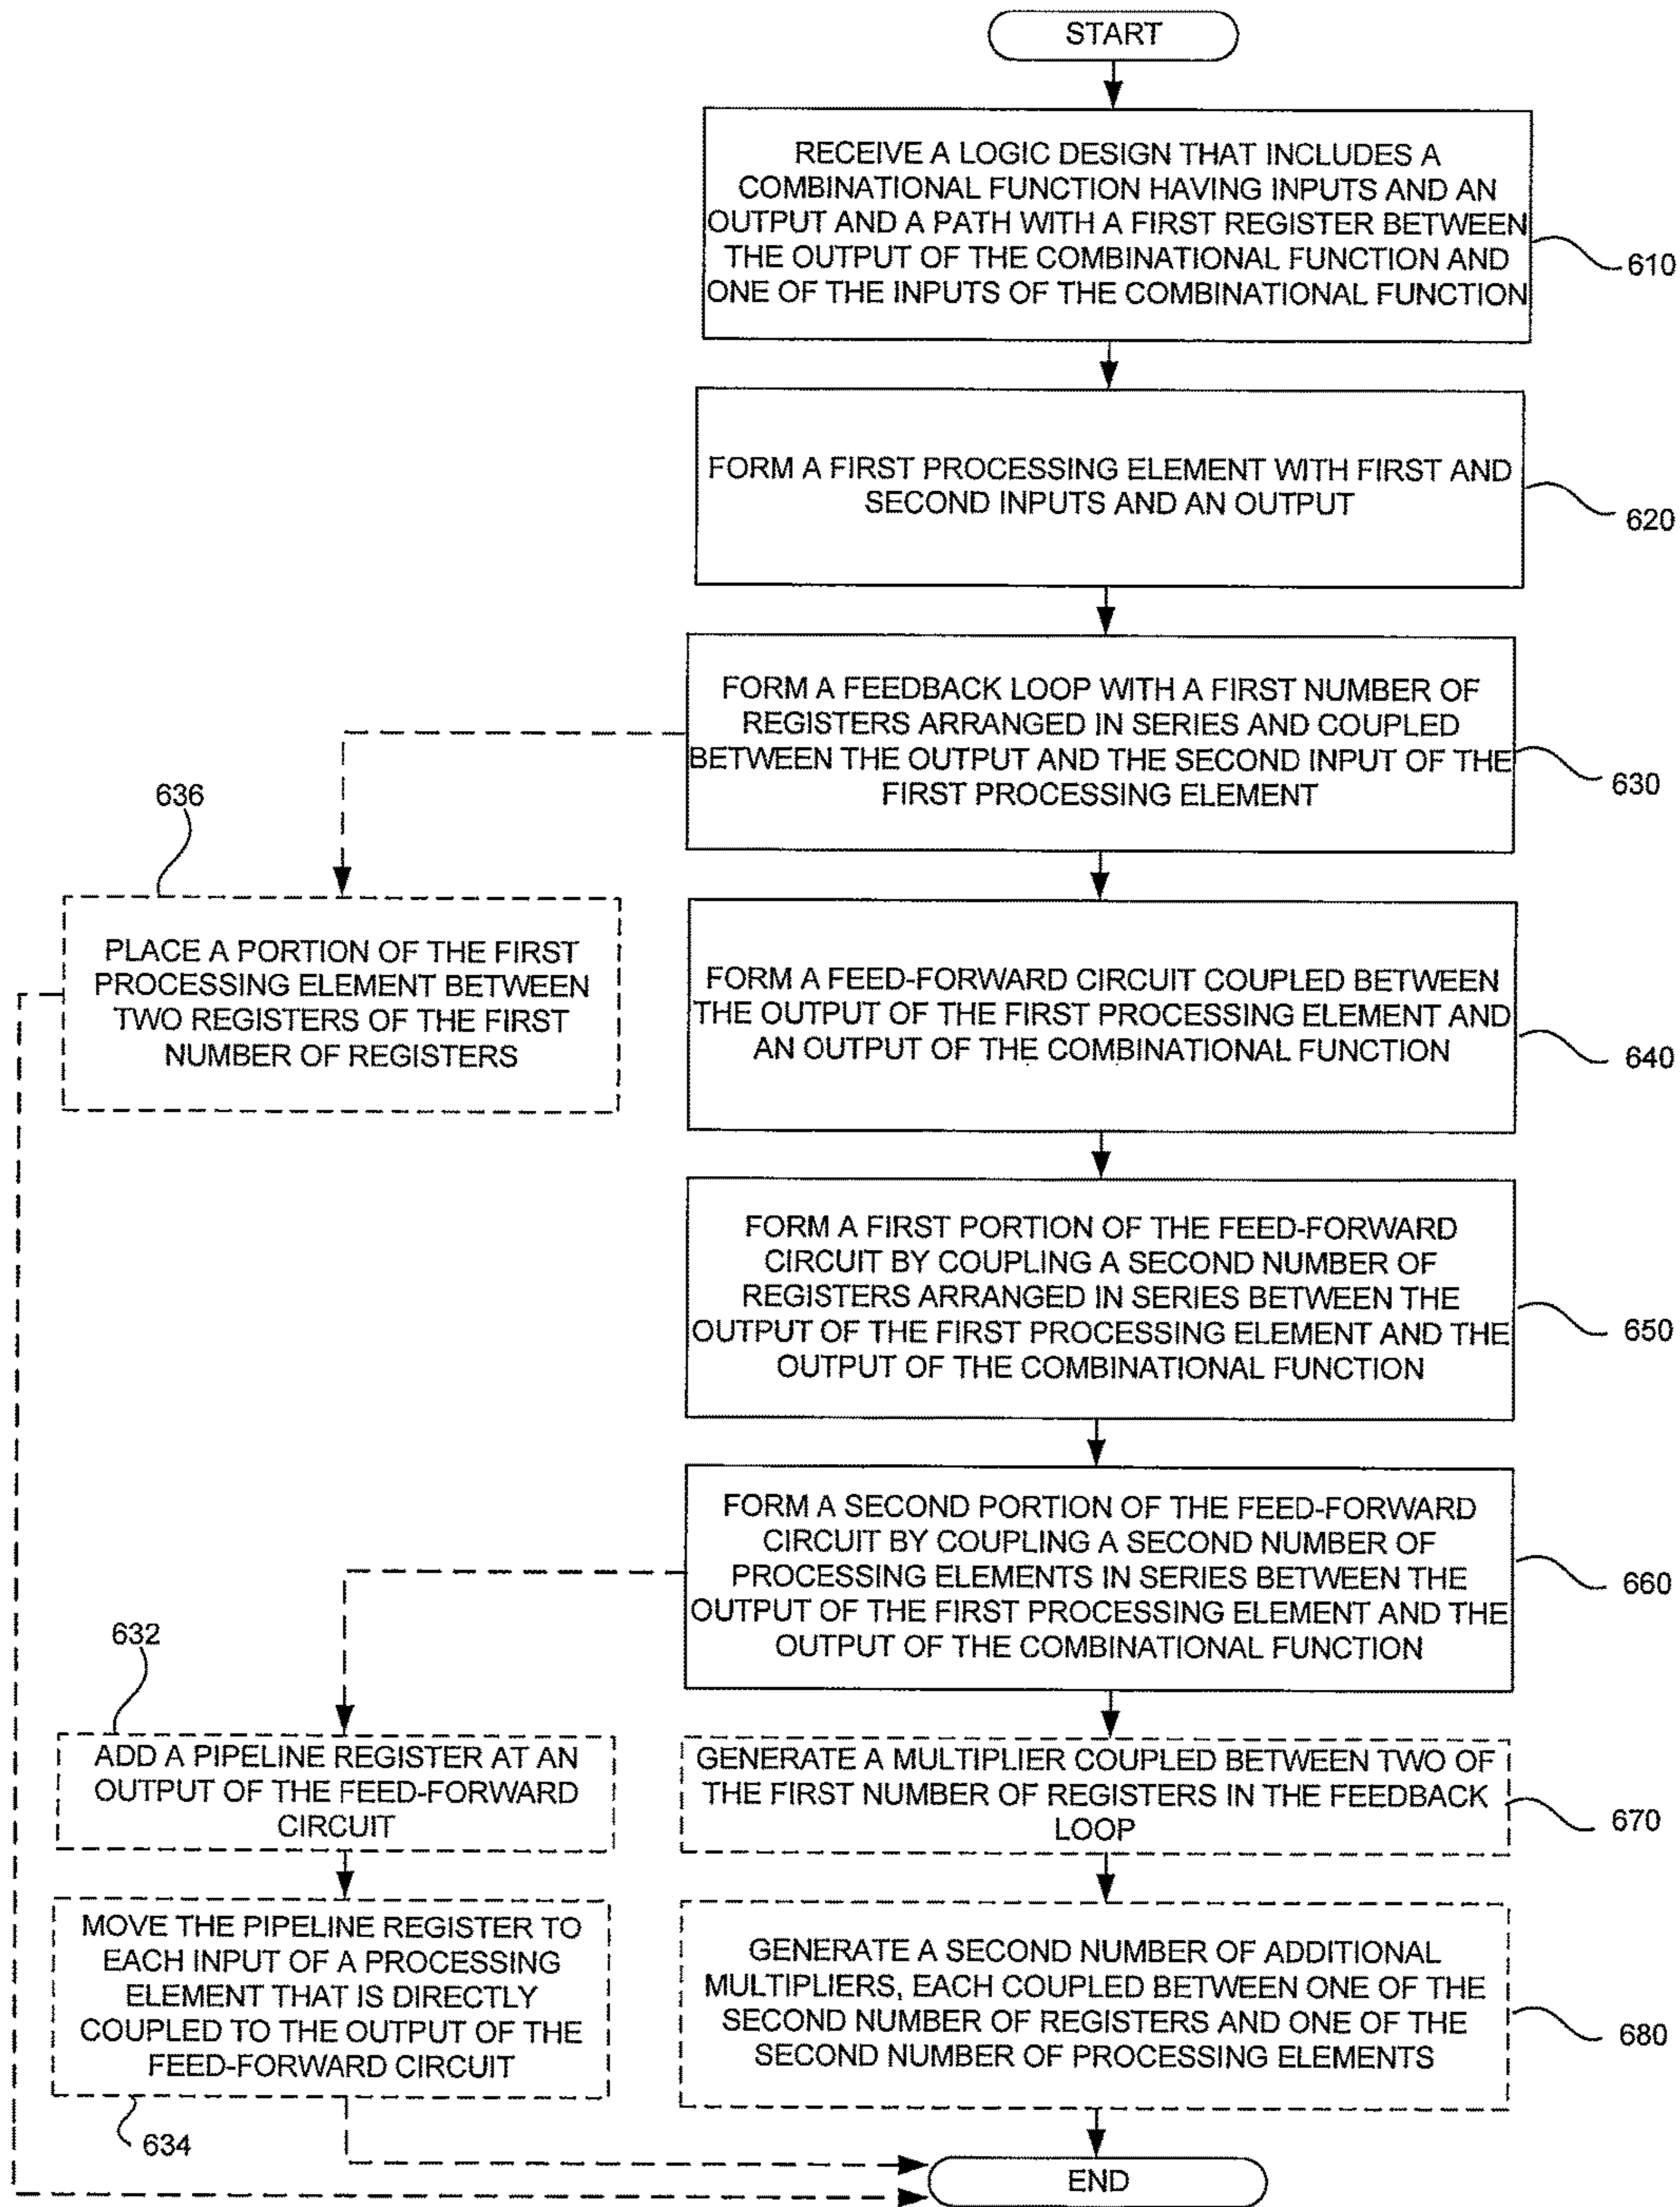 START
RECEIVE A LOGIC DESIGN THAT INCLUDES A
COMBINATIONAL FUNCTION HAVING INPUTS AND AN
OUTPUT AND A PATH WITH A FIRST REGISTER BETWEEN
THE OUTPUT OF THE COMBINATIONAL FUNCTION AND
ONE OF THE INPUTS OF THE COMBINATIONAL FUNCTION
610
FORM A FIRST PROCESSING ELEMENT WITH FIRST AND
SECOND INPUTS AND AN OUTPUT
620
FORM A FEEDBACK LOOP WITH A FIRST NUMBER OF
REGISTERS ARRANGED IN SERIES AND COUPLED
BETWEEN THE OUTPUT AND THE SECOND INPUT OF THE
FIRST PROCESSING ELEMENT
630
636
PLACE A PORTION OF THE FIRST
PROCESSING ELEMENT BETWEEN
TWO REGISTERS OF THE FIRST
NUMBER OF REGISTERS
FORM A FEED-FORWARD CIRCUIT COUPLED BETWEEN
THE OUTPUT OF THE FIRST PROCESSING ELEMENT AND
AN OUTPUT OF THE COMBINATIONAL FUNCTION
640
FORM A FIRST PORTION OF THE FEED-FORWARD
CIRCUIT BY COUPLING A SECOND NUMBER OF
REGISTERS ARRANGED IN SERIES BETWEEN THE
OUTPUT OF THE FIRST PROCESSING ELEMENT AND THE
OUTPUT OF THE COMBINATIONAL FUNCTION
650
FORM A SECOND PORTION OF THE FEED-FORWARD
CIRCUIT BY COUPLING A SECOND NUMBER OF
PROCESSING ELEMENTS IN SERIES BETWEEN THE
OUTPUT OF THE FIRST PROCESSING ELEMENT AND THE
OUTPUT OF THE COMBINATIONAL FUNCTION
660
632
ADD A PIPELINE REGISTER AT AN
OUTPUT OF THE FEED-FORWARD
CIRCUIT
GENERATE A MULTIPLIER COUPLED BETWEEN TWO OF
THE FIRST NUMBER OF REGISTERS IN THE FEEDBACK
LOOP
670
MOVE THE PIPELINE REGISTER TO
EACH INPUT OF A PROCESSING
ELEMENT THAT IS DIRECTLY
COUPLED TO THE OUTPUT OF THE
FEED-FORWARD CIRCUIT
634
GENERATE A SECOND NUMBER OF ADDITIONAL
MULTIPLIERS, EACH COUPLED BETWEEN ONE OF THE
SECOND NUMBER OF REGISTERS AND ONE OF THE
SECOND NUMBER OF PROCESSING ELEMENTS
680
END